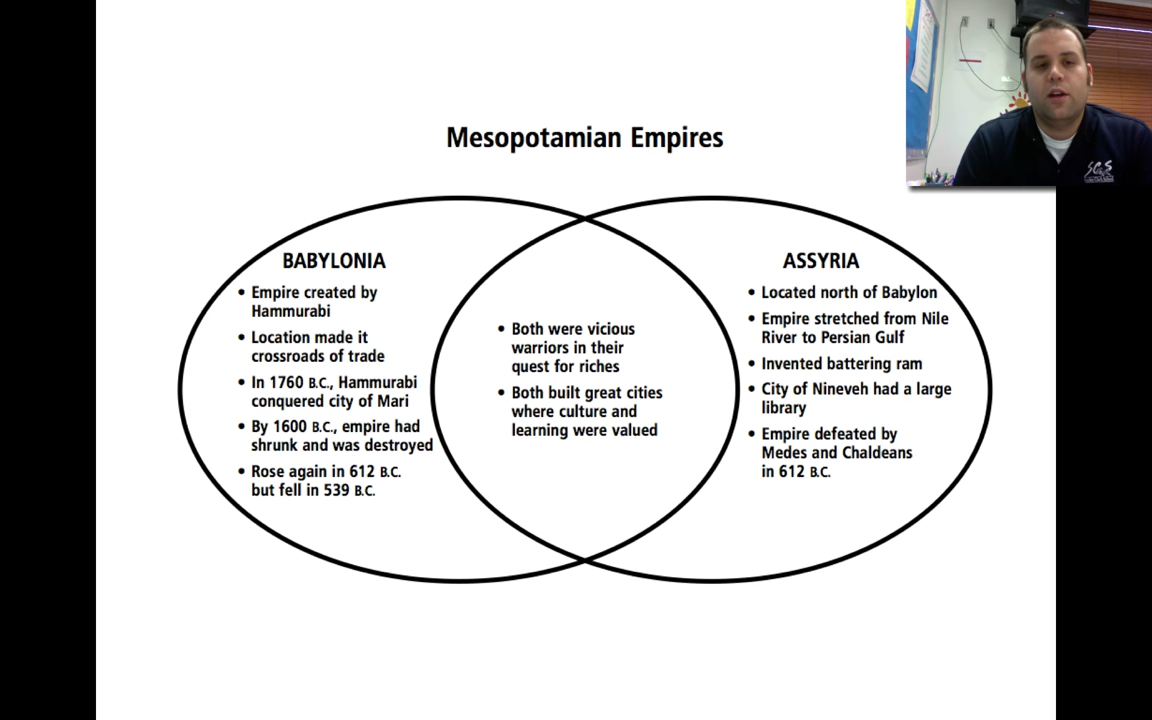 Mesopotamian Empires
BABYLONIA
• Empire created by
Hammurabi
• Location made it
crossroads of trade
• In 1760 B.C., Hammurabi
conquered city of Mari
• By 1600 B.C., empire had
shrunk and was destroyed
• Rose again in 612 B.C.
but fell in 539 B.C.
• Both were vicious
warriors in their
quest for riches
• Both built great cities
where culture and
learning were valued
ASSYRIA
• Located north of Babylon
• Empire stretched from Nile
River to Persian Gulf
• Invented battering ram
• City of Nineveh had a large
library
• Empire defeated by
Medes and Chaldeans
in 612 B.C.